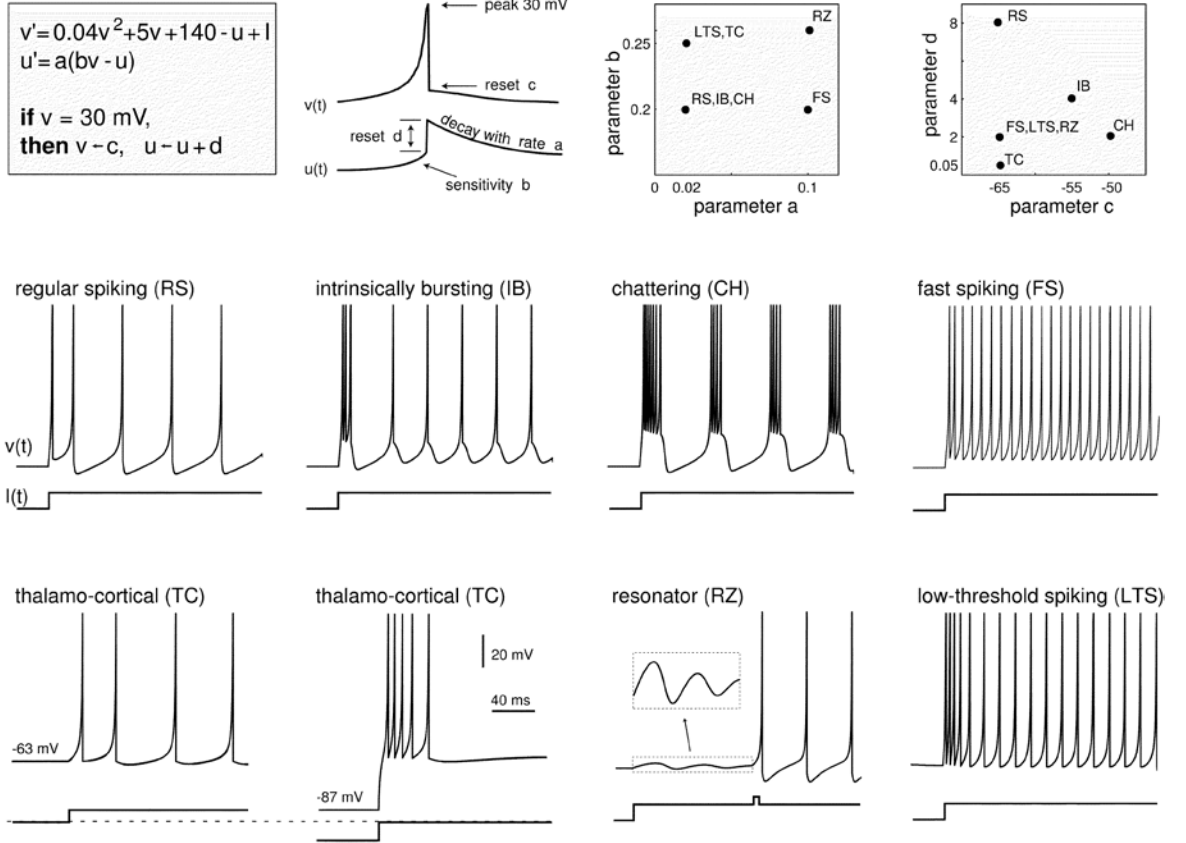 v'= 0.04v²+5v+140 - u + I
u'= a(bv - u)
if v = 30 mV,
then v←c, u←u+d
peak 30 mV
reset c
v(t)
reset d
decay with rate a
u(t)
sensitivity b
parameter b
0.25
0.2
LTS,TC
RZ
RS,IB,CH
FS
0 0.02 0.1
parameter a
parameter d
8
4
2
0.05
RS
IB
FS,LTS,RZ
CH
TC
-65 -55 -50
parameter c
regular spiking (RS)
intrinsically bursting (IB)
chattering (CH)
fast spiking (FS)
v(t)
I(t)
thalamo-cortical (TC)
thalamo-cortical (TC)
resonator (RZ)
low-threshold spiking (LTS)
20 mV
40 ms
-63 mV
-87 mV